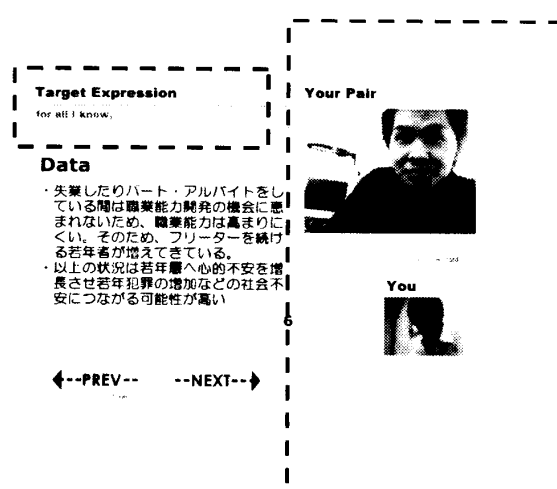 Target Expression
for all I know,
Data
・失業したりパート・アルバイトをし
ている間は職業能力開発の機会に恵
まれないため、職業能力は高まりに
くい。そのため、フリーターを続け
る若年者が増えてきている。
・以上の状況は若年層へ心的不安を増
長させ若年犯罪の増加などの社会不
安につながる可能性が高い
--PREV-- --NEXT--
Your Pair
You
6